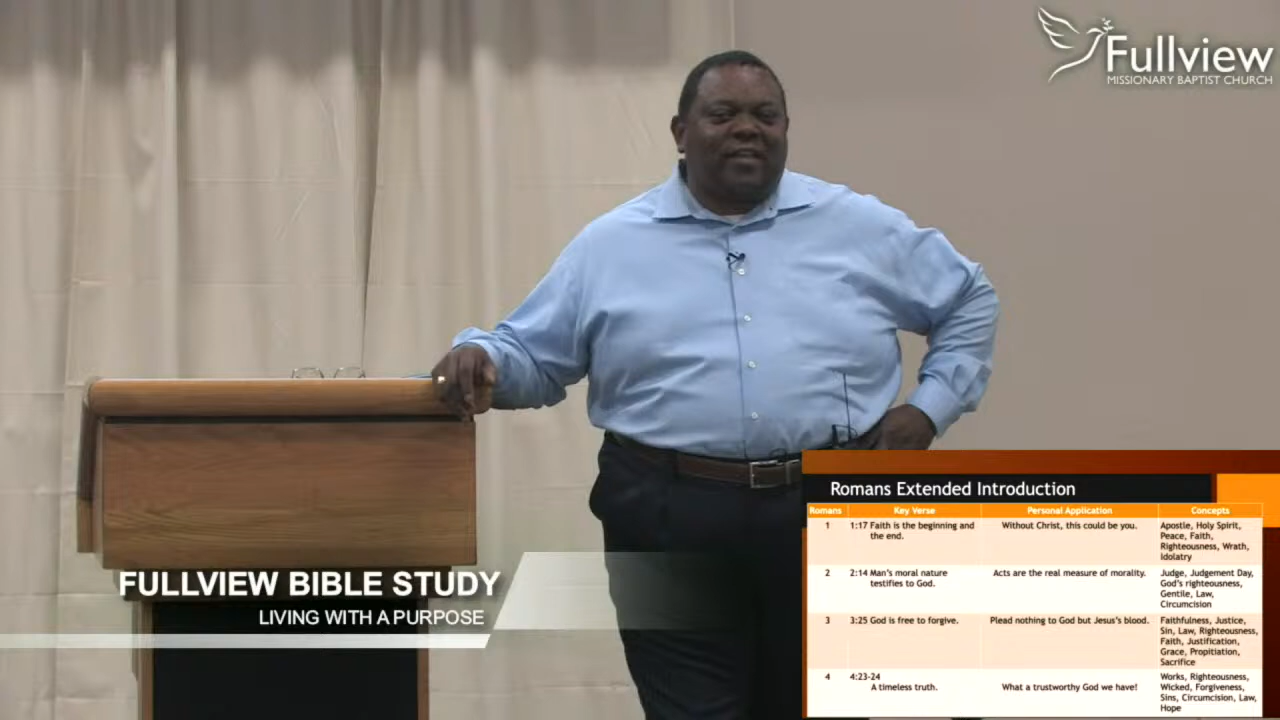 Fullview
MISSIONARY BAPTIST CHURCH
FULLVIEW BIBLE STUDY
LIVING WITH A PURPOSE
Romans Extended Introduction
Romans Key Verse Personal Application Concepts
1 1:17 Faith is the beginning and the end. Without Christ, this could be you. Apostle, Holy Spirit, Peace, Faith, Righteousness, Wrath, Idolatry
2 2:14 Man's moral nature testifies to God. Acts are the real measure of morality. Judge, Judgement Day, God's righteousness, Gentile, Law, Circumcision
3 3:25 God is free to forgive. Plead nothing to God but Jesus's blood. Faithfulness, Justice, Sin, Law, Righteousness, Faith, Justification, Grace, Propitiation, Sacrifice
4 4:23-24 A timeless truth. What a trustworthy God we have! Works, Righteousness, Wicked, Forgiveness, Sins, Circumcision, Law, Hope